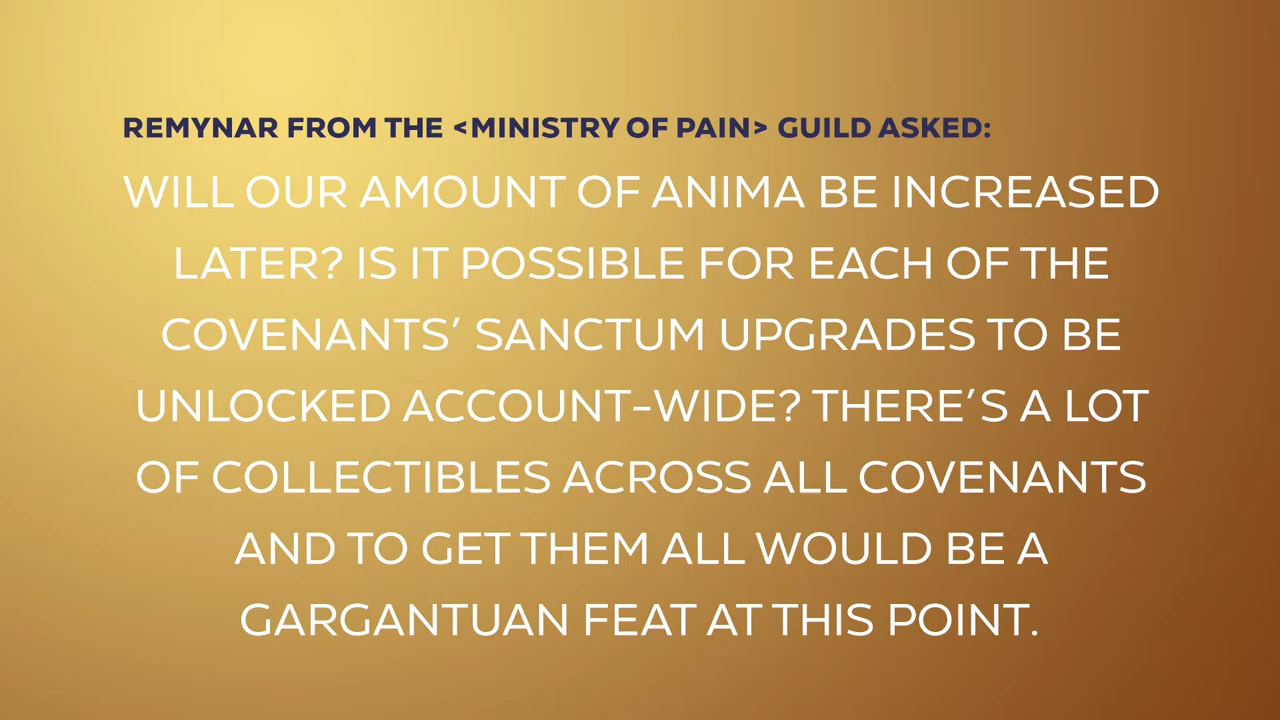 REMYNAR FROM THE <MINISTRY OF PAIN> GUILD ASKED:
WILL OUR AMOUNT OF ANIMA BE INCREASED
LATER? IS IT POSSIBLE FOR EACH OF THE
COVENANTS’ SANCTUM UPGRADES TO BE
UNLOCKED ACCOUNT-WIDE? THERE’S A LOT
OF COLLECTIBLES ACROSS ALL COVENANTS
AND TO GET THEM ALL WOULD BE A
GARGANTUAN FEAT AT THIS POINT.